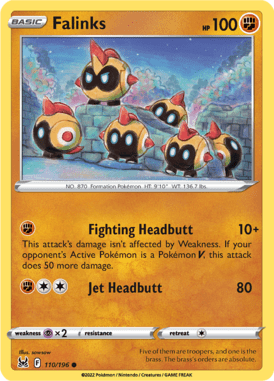 BASIC Falinks HP 100
NO. 870 Formation Pokémon HT: 9'10" WT: 136.7 lbs.
Fighting Headbutt 10+
This attack's damage isn't affected by Weakness. If your
opponent's Active Pokémon is a Pokémon V, this attack
does 50 more damage.
Jet Headbutt 80
weakness ×2 resistance retreat
Five of them are troopers, and one is the
F 110/196 brass. The brass's orders are absolute.
©2022 Pokémon / Nintendo / Creatures / GAME FREAK